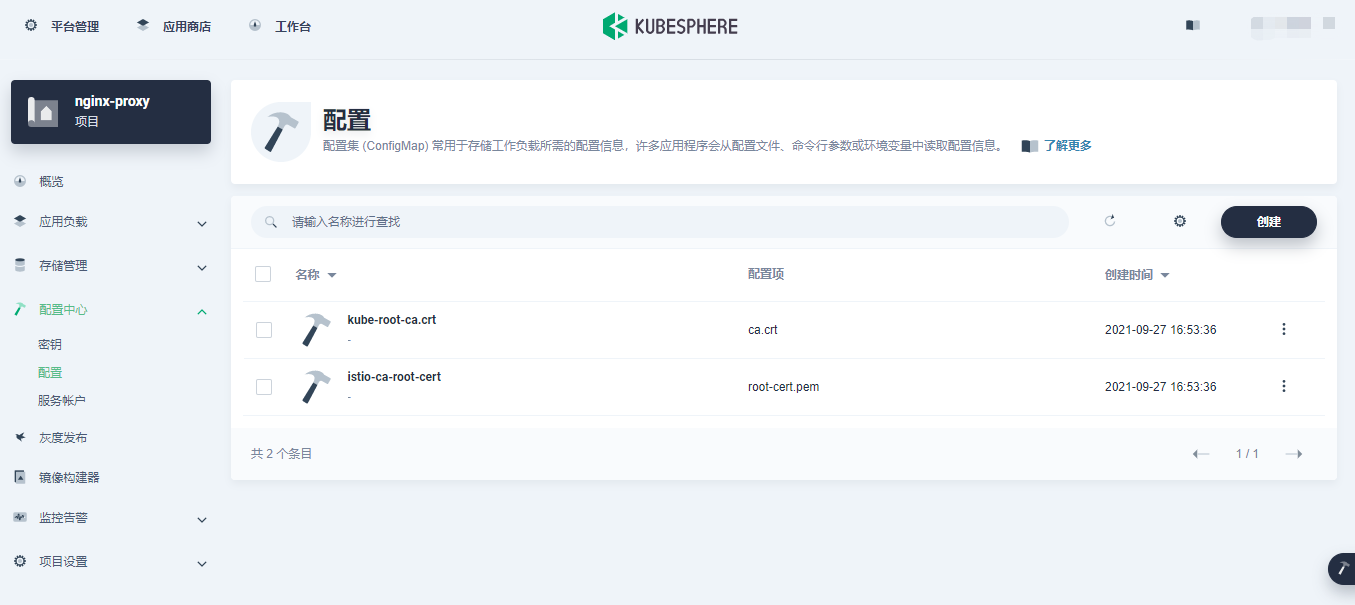 平台管理 应用商店 工作台 KUBESPHERE
nginx-proxy
项目
概览
应用负载
存储管理
配置中心
密钥
配置
服务帐户
灰度发布
镜像构建器
监控告警
项目设置
配置
配置集 (ConfigMap) 常用于存储工作负载所需的配置信息，许多应用程序会从配置文件、命令行参数或环境变量中读取配置信息。 了解更多
请输入名称进行查找 创建
名称 配置项 创建时间
kube-root-ca.crt ca.crt 2021-09-27 16:53:36
-
istio-ca-root-cert root-cert.pem 2021-09-27 16:53:36
-
共 2 个条目 1 / 1